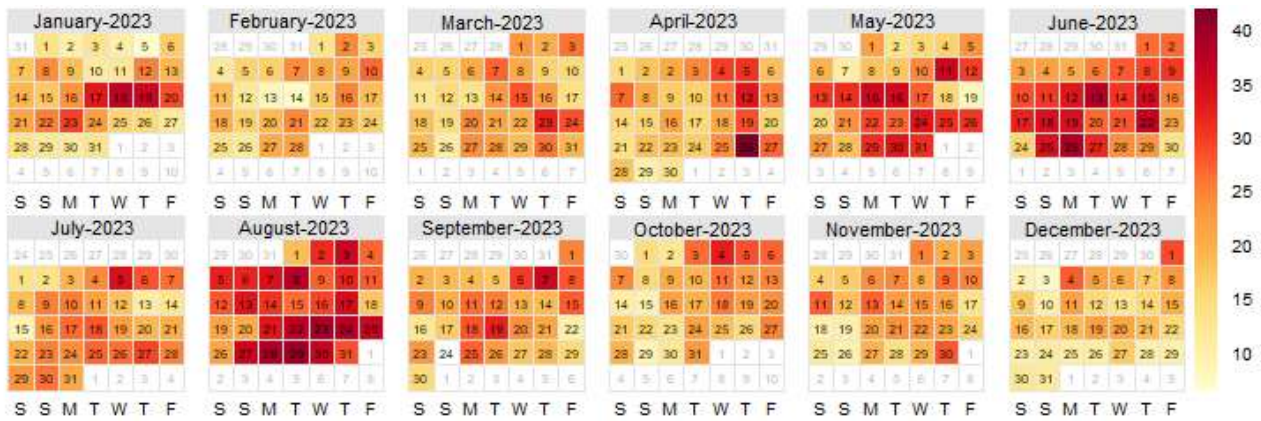 January-2023
31 1 2 3 4 5 6
7 8 9 10 11 12 13
14 15 16 17 18 19 20
21 22 23 24 25 26 27
28 29 30 31 1 2 3
4 5 6 7 8 9 10
S S M T W T F
February-2023
28 29 30 31 1 2 3
4 5 6 7 8 9 10
11 12 13 14 15 16 17
18 19 20 21 22 23 24
25 26 27 28 1 2 3
4 5 6 7 8 9 10
S S M T W T F
March-2023
25 26 27 28 1 2 3
4 5 6 7 8 9 10
11 12 13 14 15 16 17
18 19 20 21 22 23 24
25 26 27 28 29 30 31
1 2 3 4 5 6 7
S S M T W T F
April-2023
25 26 27 28 29 30 31
1 2 2 3 4 5 6
7 8 9 10 11 12 13
14 15 16 17 18 19 20
21 22 23 24 25 26 27
28 29 30 1 2 3 4
S S M T W T F
May-2023
29 30 1 2 3 4 5
6 7 8 9 10 11 12
13 14 15 16 17 18 19
20 21 22 23 24 25 26
27 28 29 30 31 1 2
3 4 5 6 7 8 9
S S M T W T F
June-2023
27 28 29 30 31 1 2
3 4 5 6 7 8 9
10 11 12 13 14 15 16
17 18 19 20 21 22 23
24 25 26 27 28 29 30
1 2 3 4 5 6 7
S S M T W T F
July-2023
24 25 26 27 28 29 30
1 2 3 4 5 6 7
8 9 10 11 12 13 14
15 16 17 18 19 20 21
22 23 24 25 26 27 28
29 30 31 1 2 3 4
S S M T W T F
August-2023
29 30 31 1 2 3 4
5 6 7 8 9 10 11
12 13 14 15 16 17 18
19 20 21 22 23 24 25
26 27 28 29 30 31 1
2 3 4 5 6 7 8
S S M T W T F
September-2023
26 27 28 29 30 31 1
2 3 4 5 6 7 8
9 10 11 12 13 14 15
16 17 18 19 20 21 22
23 24 25 26 27 28 29
30 1 2 3 4 5 6
S S M T W T F
October-2023
30 1 2 3 4 5 6
7 8 9 10 11 12 13
14 15 16 17 18 19 20
21 22 23 24 25 26 27
28 29 30 31 1 2 3
4 5 6 7 8 9 10
S S M T W T F
November-2023
28 29 30 31 1 2 3
4 5 6 7 8 9 10
11 12 13 14 15 16 17
18 19 20 21 22 23 24
25 26 27 28 29 30 1
2 3 4 5 6 7 8
S S M T W T F
December-2023
25 26 27 28 29 30 1
2 3 4 5 6 7 8
9 10 11 12 13 14 15
16 17 18 19 20 21 22
23 24 25 26 27 28 29
30 31 1 2 3 4 5
S S M T W T F
40
35
30
25
20
15
10